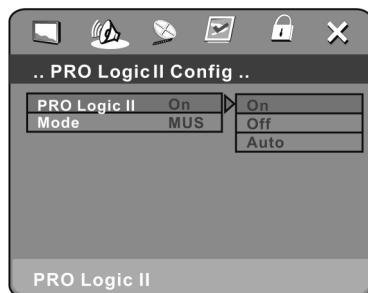 .. PRO Logic II Config ..
PRO Logic II On On
Mode MUS Off
Auto
PRO Logic II